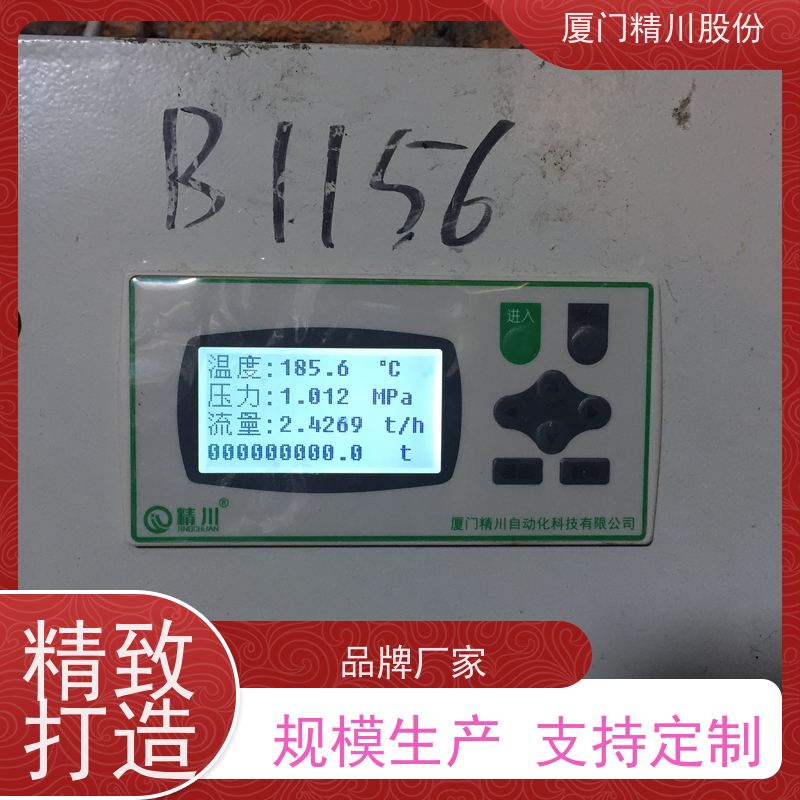 厦门精川股份
B1156
进入
温度:185.6 ℃
压力:1.012 MPa
流量:2.4269 t/h
000000000.0 t
精川®
JINGCHUAN
厦门精川自动化科技有限公司
精致
打造
品牌厂家
规模生产 支持定制